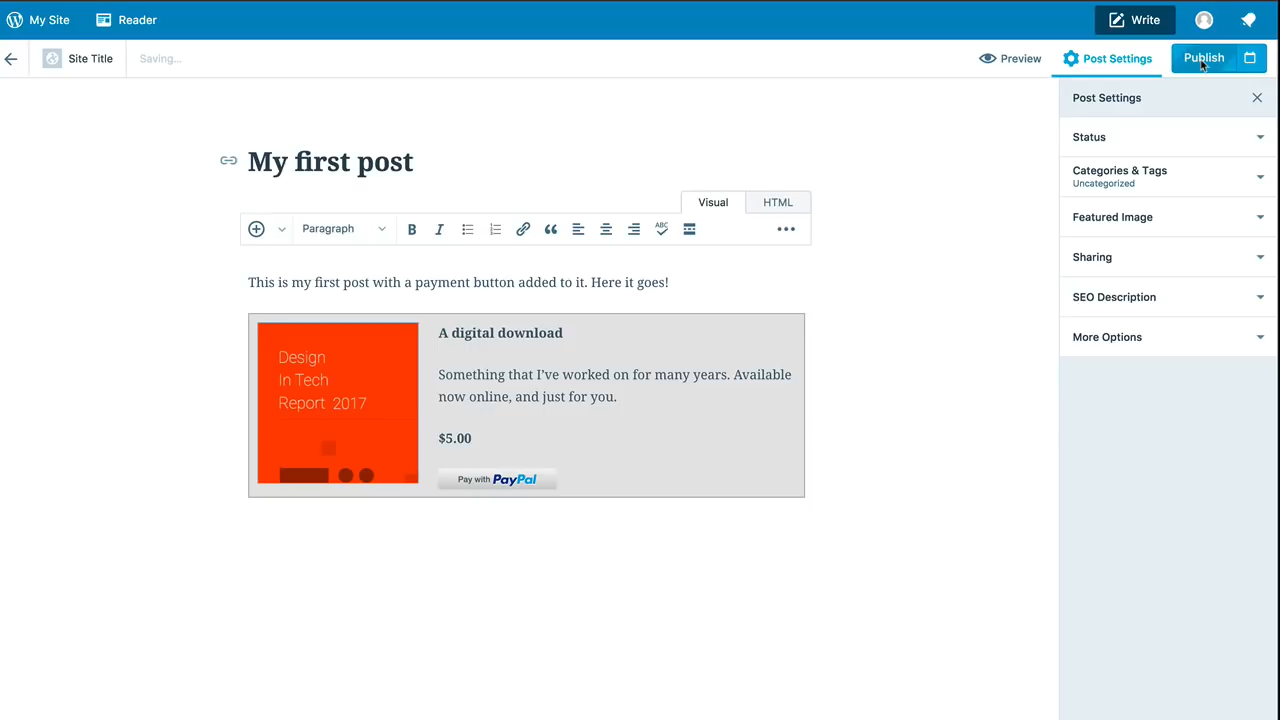 My Site
Reader
Write
Site Title
Saving...
Preview
Post Settings
Publish
Post Settings
Status
Categories & Tags
Uncategorized
Featured Image
Sharing
SEO Description
More Options
My first post
Visual
HTML
Paragraph
B
I
ABC
This is my first post with a payment button added to it. Here it goes!
Design
In Tech
Report 2017
A digital download
Something that I've worked on for many years. Available
now online, and just for you.
$5.00
Pay with PayPal